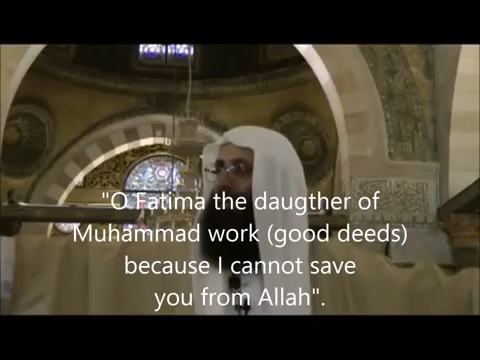 "O Fatima the daugther of
Muhammad work (good deeds)
because I cannot save
you from Allah".